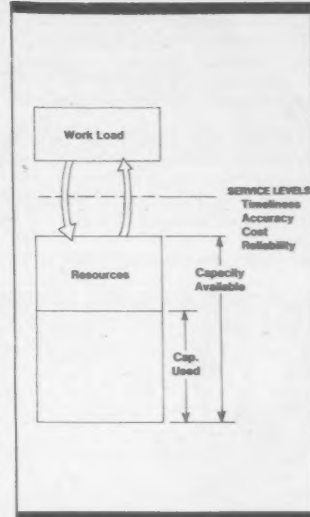 Work Load
SERVICE LEVELS
Timeliness
Accuracy
Cost
Reliability
Resources
Capacity
Available
Cap.
Used